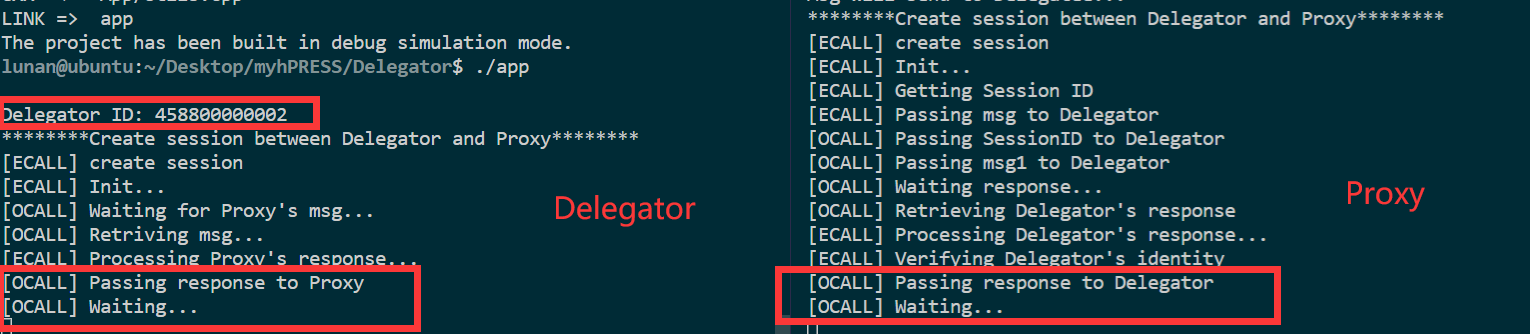 LINK =>  app
The project has been built in debug simulation mode.
lunan@ubuntu:~/Desktop/myhPRESS/Delegator$ ./app
Delegator ID: 458800000002
********Create session between Delegator and Proxy********
[ECALL] create session
[ECALL] Init...
[OCALL] Waiting for Proxy's msg...
[OCALL] Retriving msg...
[ECALL] Processing Proxy's response...
[OCALL] Passing response to Proxy
[OCALL] Waiting...
Delegator
********Create session between Delegator and Proxy********
[ECALL] create session
[ECALL] Init...
[ECALL] Getting Session ID
[ECALL] Passing msg to Delegator
[OCALL] Passing SessionID to Delegator
[OCALL] Passing msg1 to Delegator
[OCALL] Waiting response...
[OCALL] Retrieving Delegator's response
[ECALL] Processing Delegator's response...
[ECALL] Verifying Delegator's identity
[OCALL] Passing response to Delegator
[OCALL] Waiting...
Proxy